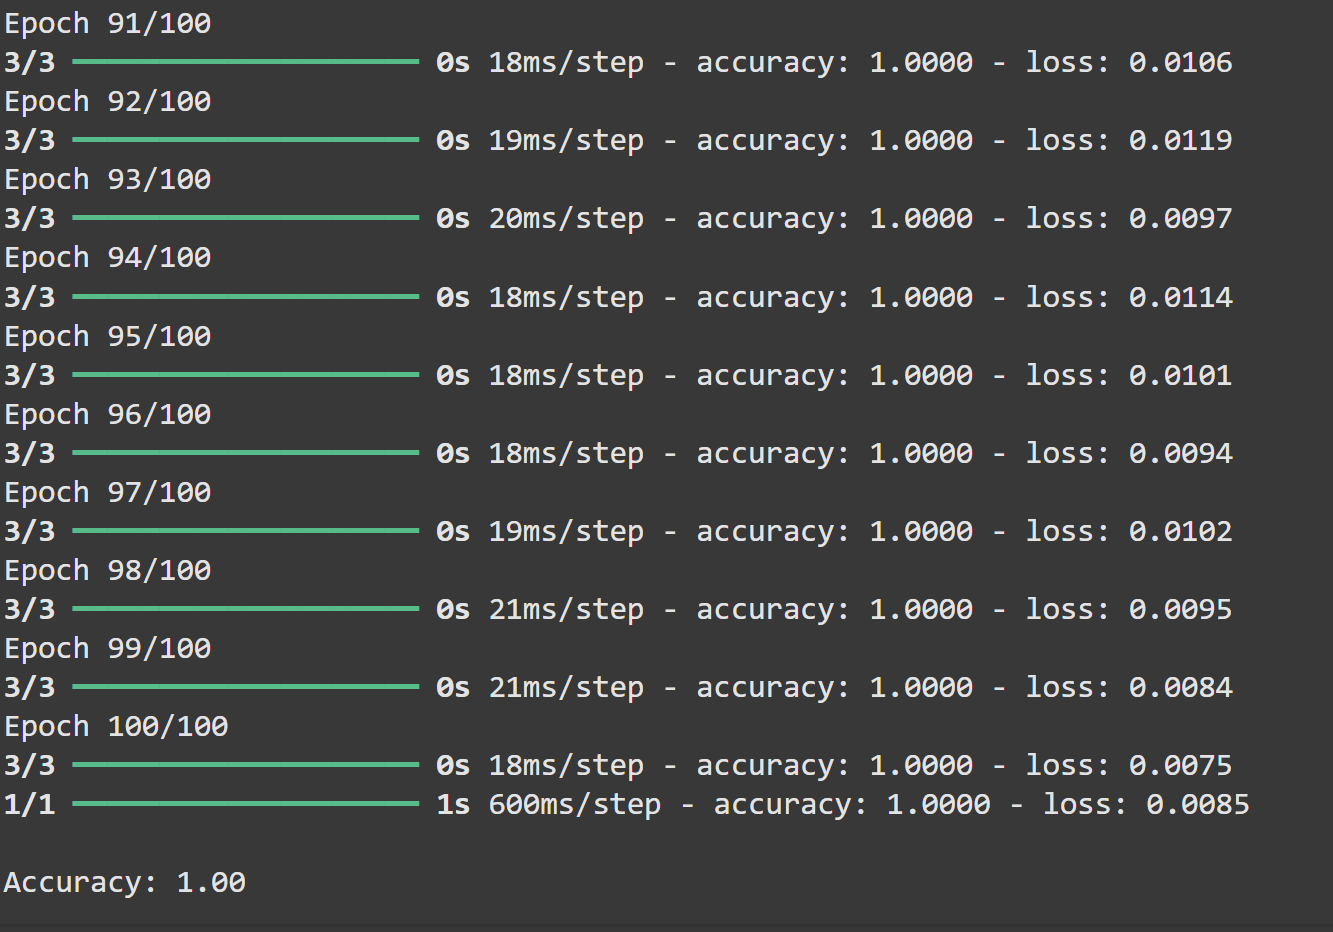 Epoch 91/100
3/3 ━━━━━━━━━━━━━━━━━━━━ 0s 18ms/step - accuracy: 1.0000 - loss: 0.0106
Epoch 92/100
3/3 ━━━━━━━━━━━━━━━━━━━━ 0s 19ms/step - accuracy: 1.0000 - loss: 0.0119
Epoch 93/100
3/3 ━━━━━━━━━━━━━━━━━━━━ 0s 20ms/step - accuracy: 1.0000 - loss: 0.0097
Epoch 94/100
3/3 ━━━━━━━━━━━━━━━━━━━━ 0s 18ms/step - accuracy: 1.0000 - loss: 0.0114
Epoch 95/100
3/3 ━━━━━━━━━━━━━━━━━━━━ 0s 18ms/step - accuracy: 1.0000 - loss: 0.0101
Epoch 96/100
3/3 ━━━━━━━━━━━━━━━━━━━━ 0s 18ms/step - accuracy: 1.0000 - loss: 0.0094
Epoch 97/100
3/3 ━━━━━━━━━━━━━━━━━━━━ 0s 19ms/step - accuracy: 1.0000 - loss: 0.0102
Epoch 98/100
3/3 ━━━━━━━━━━━━━━━━━━━━ 0s 21ms/step - accuracy: 1.0000 - loss: 0.0095
Epoch 99/100
3/3 ━━━━━━━━━━━━━━━━━━━━ 0s 21ms/step - accuracy: 1.0000 - loss: 0.0084
Epoch 100/100
3/3 ━━━━━━━━━━━━━━━━━━━━ 0s 18ms/step - accuracy: 1.0000 - loss: 0.0075
1/1 ━━━━━━━━━━━━━━━━━━━━ 1s 600ms/step - accuracy: 1.0000 - loss: 0.0085
Accuracy: 1.00